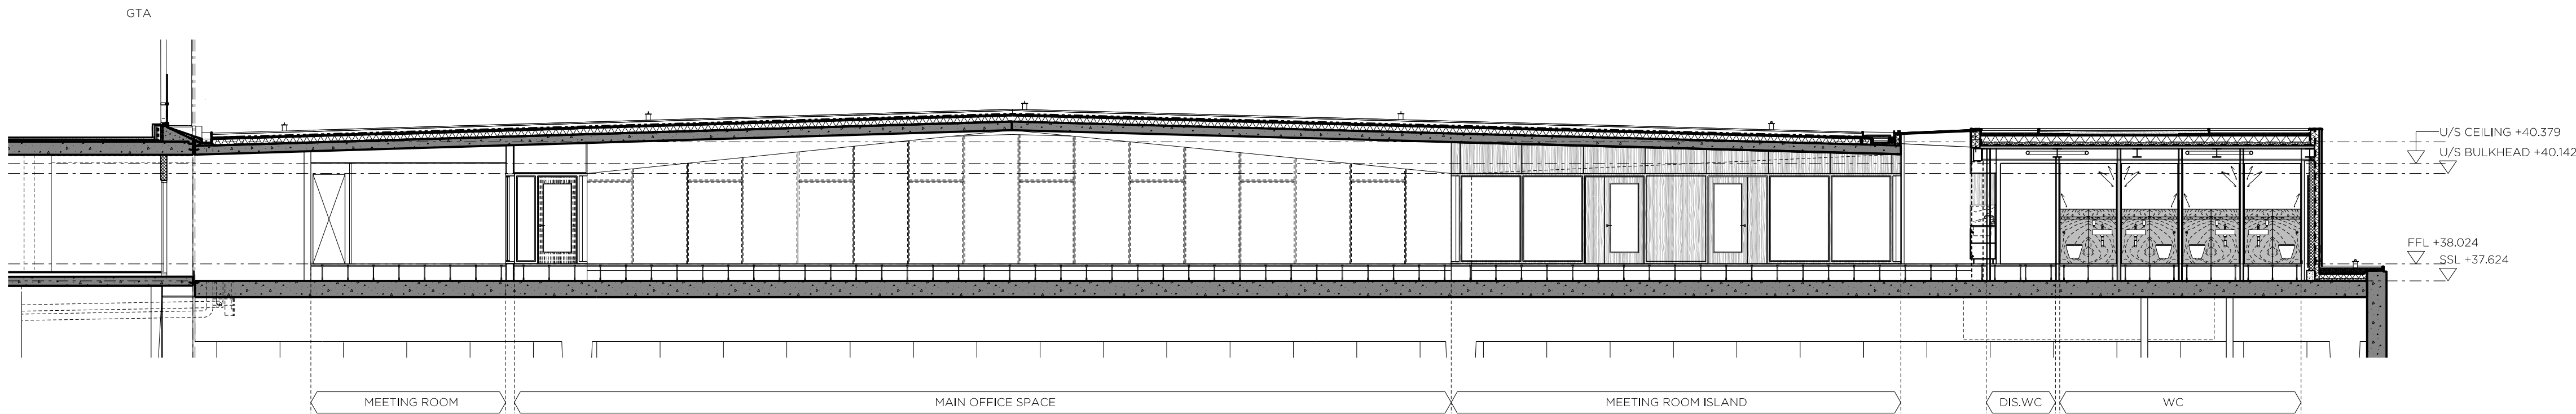 GTA
U/S CEILING +40.379
U/S BULKHEAD +40.142
FFL +38.024
SSL +37.624
MEETING ROOM
MAIN OFFICE SPACE
MEETING ROOM ISLAND
DIS.WC
WC